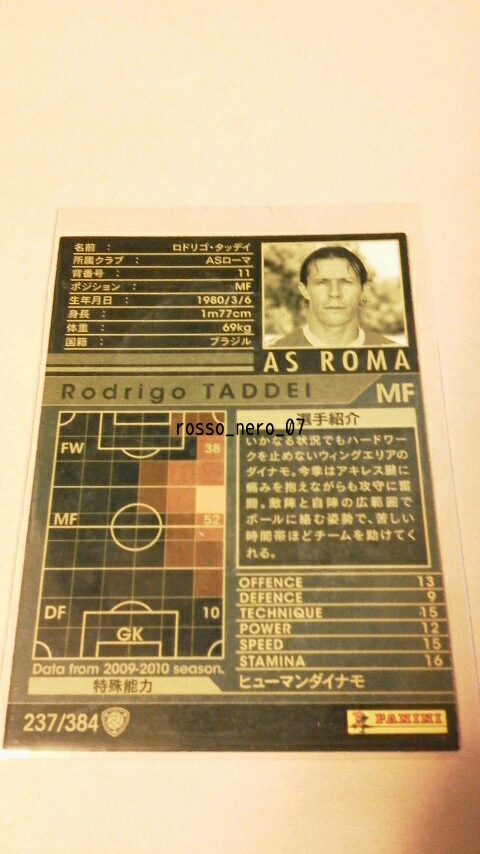 名前 : ロドリゴ・タッデイ
所属クラブ : ASローマ
背番号 : 11
ポジション : MF
生年月日 : 1980/3/6
身長 : 1m77cm
体重 : 69kg
国籍 : ブラジル
AS ROMA
Rodrigo TADDEI MF
選手紹介
rosso_nero_07
いかなる状況でもハードワー
クを止めないウィングエリアの
ダイナモ。今季はアキレス腱に
痛みを抱えながらも攻守に奮
闘。敵陣と自陣の広範囲で
ボールに絡む姿勢で、苦しい
時間帯ほどチームを助けてく
れる。
FW 38
MF 52
DF 10
GK
Data from 2009-2010 season.
OFFENCE 13
DEFENCE 9
TECHNIQUE 15
POWER 12
SPEED 15
STAMINA 16
特殊能力 ヒューマンダイナモ
237/384
PANINI